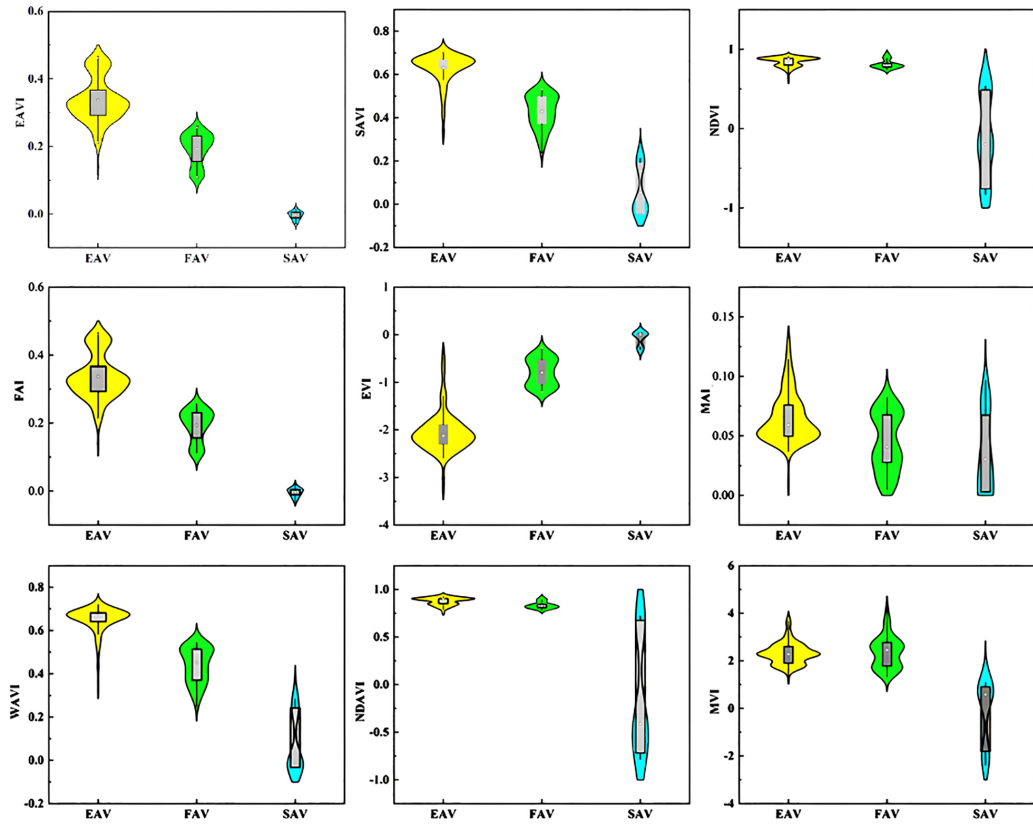 0.6
0.4
0.2
0.0
EAVI
EAV FAV SAV
0.8
0.6
0.4
0.2
0.0
-0.2
SAVI
EAV FAV SAV
1
0
-1
NDVI
EAV FAV SAV
0.6
0.4
0.2
0.0
FAI
EAV FAV SAV
1
0
-1
-2
-3
-4
EVI
EAV FAV SAV
0.15
0.10
0.05
0.00
MAI
EAV FAV SAV
0.8
0.6
0.4
0.2
0.0
-0.2
WAVI
EAV FAV SAV
1.0
0.5
0.0
-0.5
-1.0
NDAVI
EAV FAV SAV
6
4
2
0
-2
-4
MVI
EAV FAV SAV